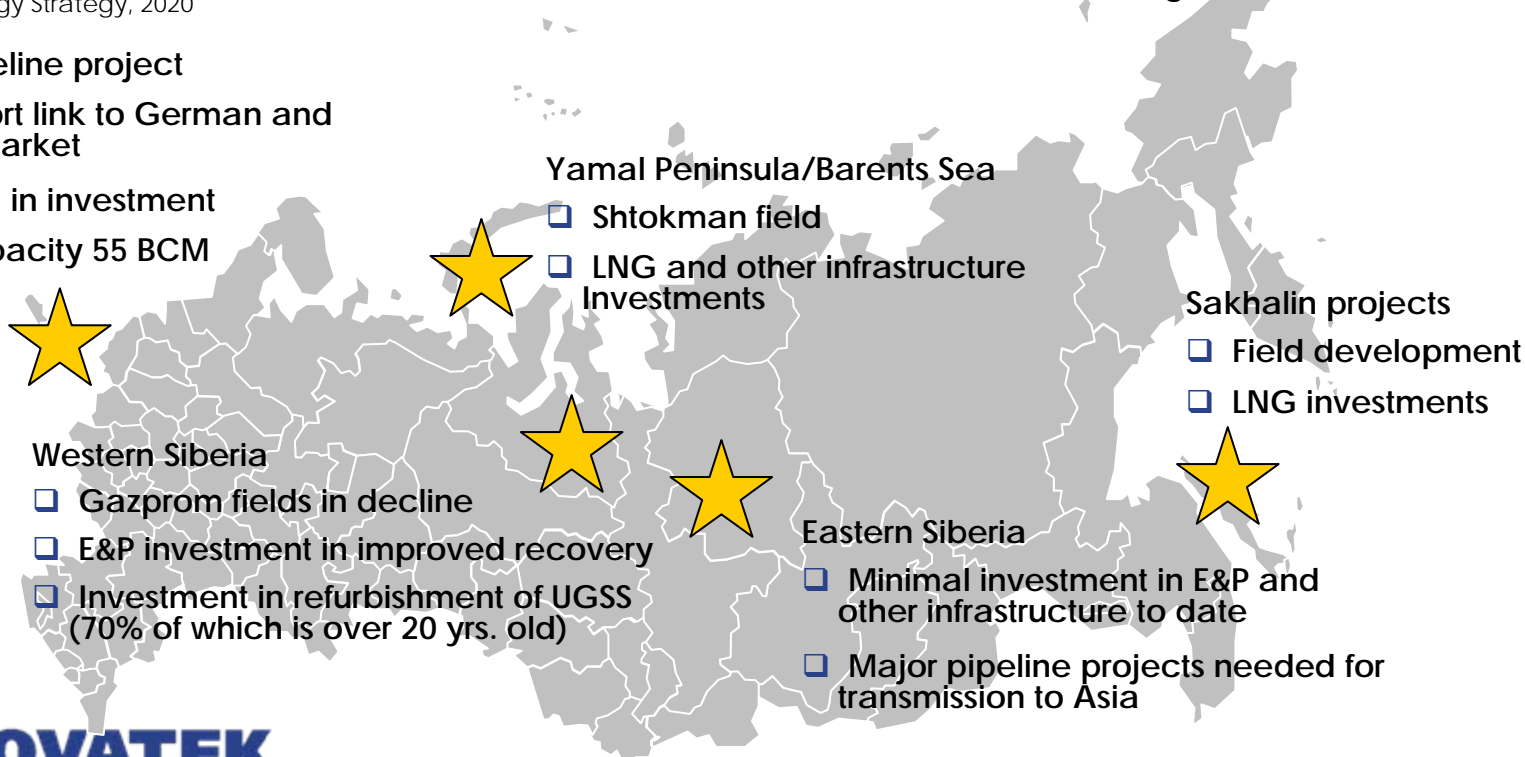 gy Strategy, 2020
eline project
ort link to German and
arket
in investment
pacity 55 BCM
Yamal Peninsula/Barents Sea
Shtokman field
LNG and other infrastructure
Investments
Sakhalin projects
Field development
LNG investments
Western Siberia
Gazprom fields in decline
E&P investment in improved recovery
Investment in refurbishment of UGSS
(70% of which is over 20 yrs. old)
Eastern Siberia
Minimal investment in E&P and
other infrastructure to date
Major pipeline projects needed for
transmission to Asia
OVATEK